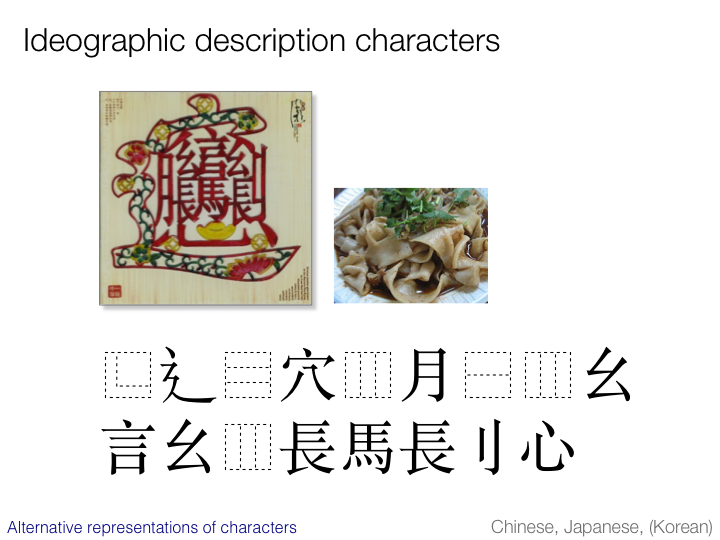 Ideographic description characters
⿺辶⿳穴⿲月⿱⿲幺
言幺⿲長馬長刂心
Alternative representations of characters
Chinese, Japanese, (Korean)